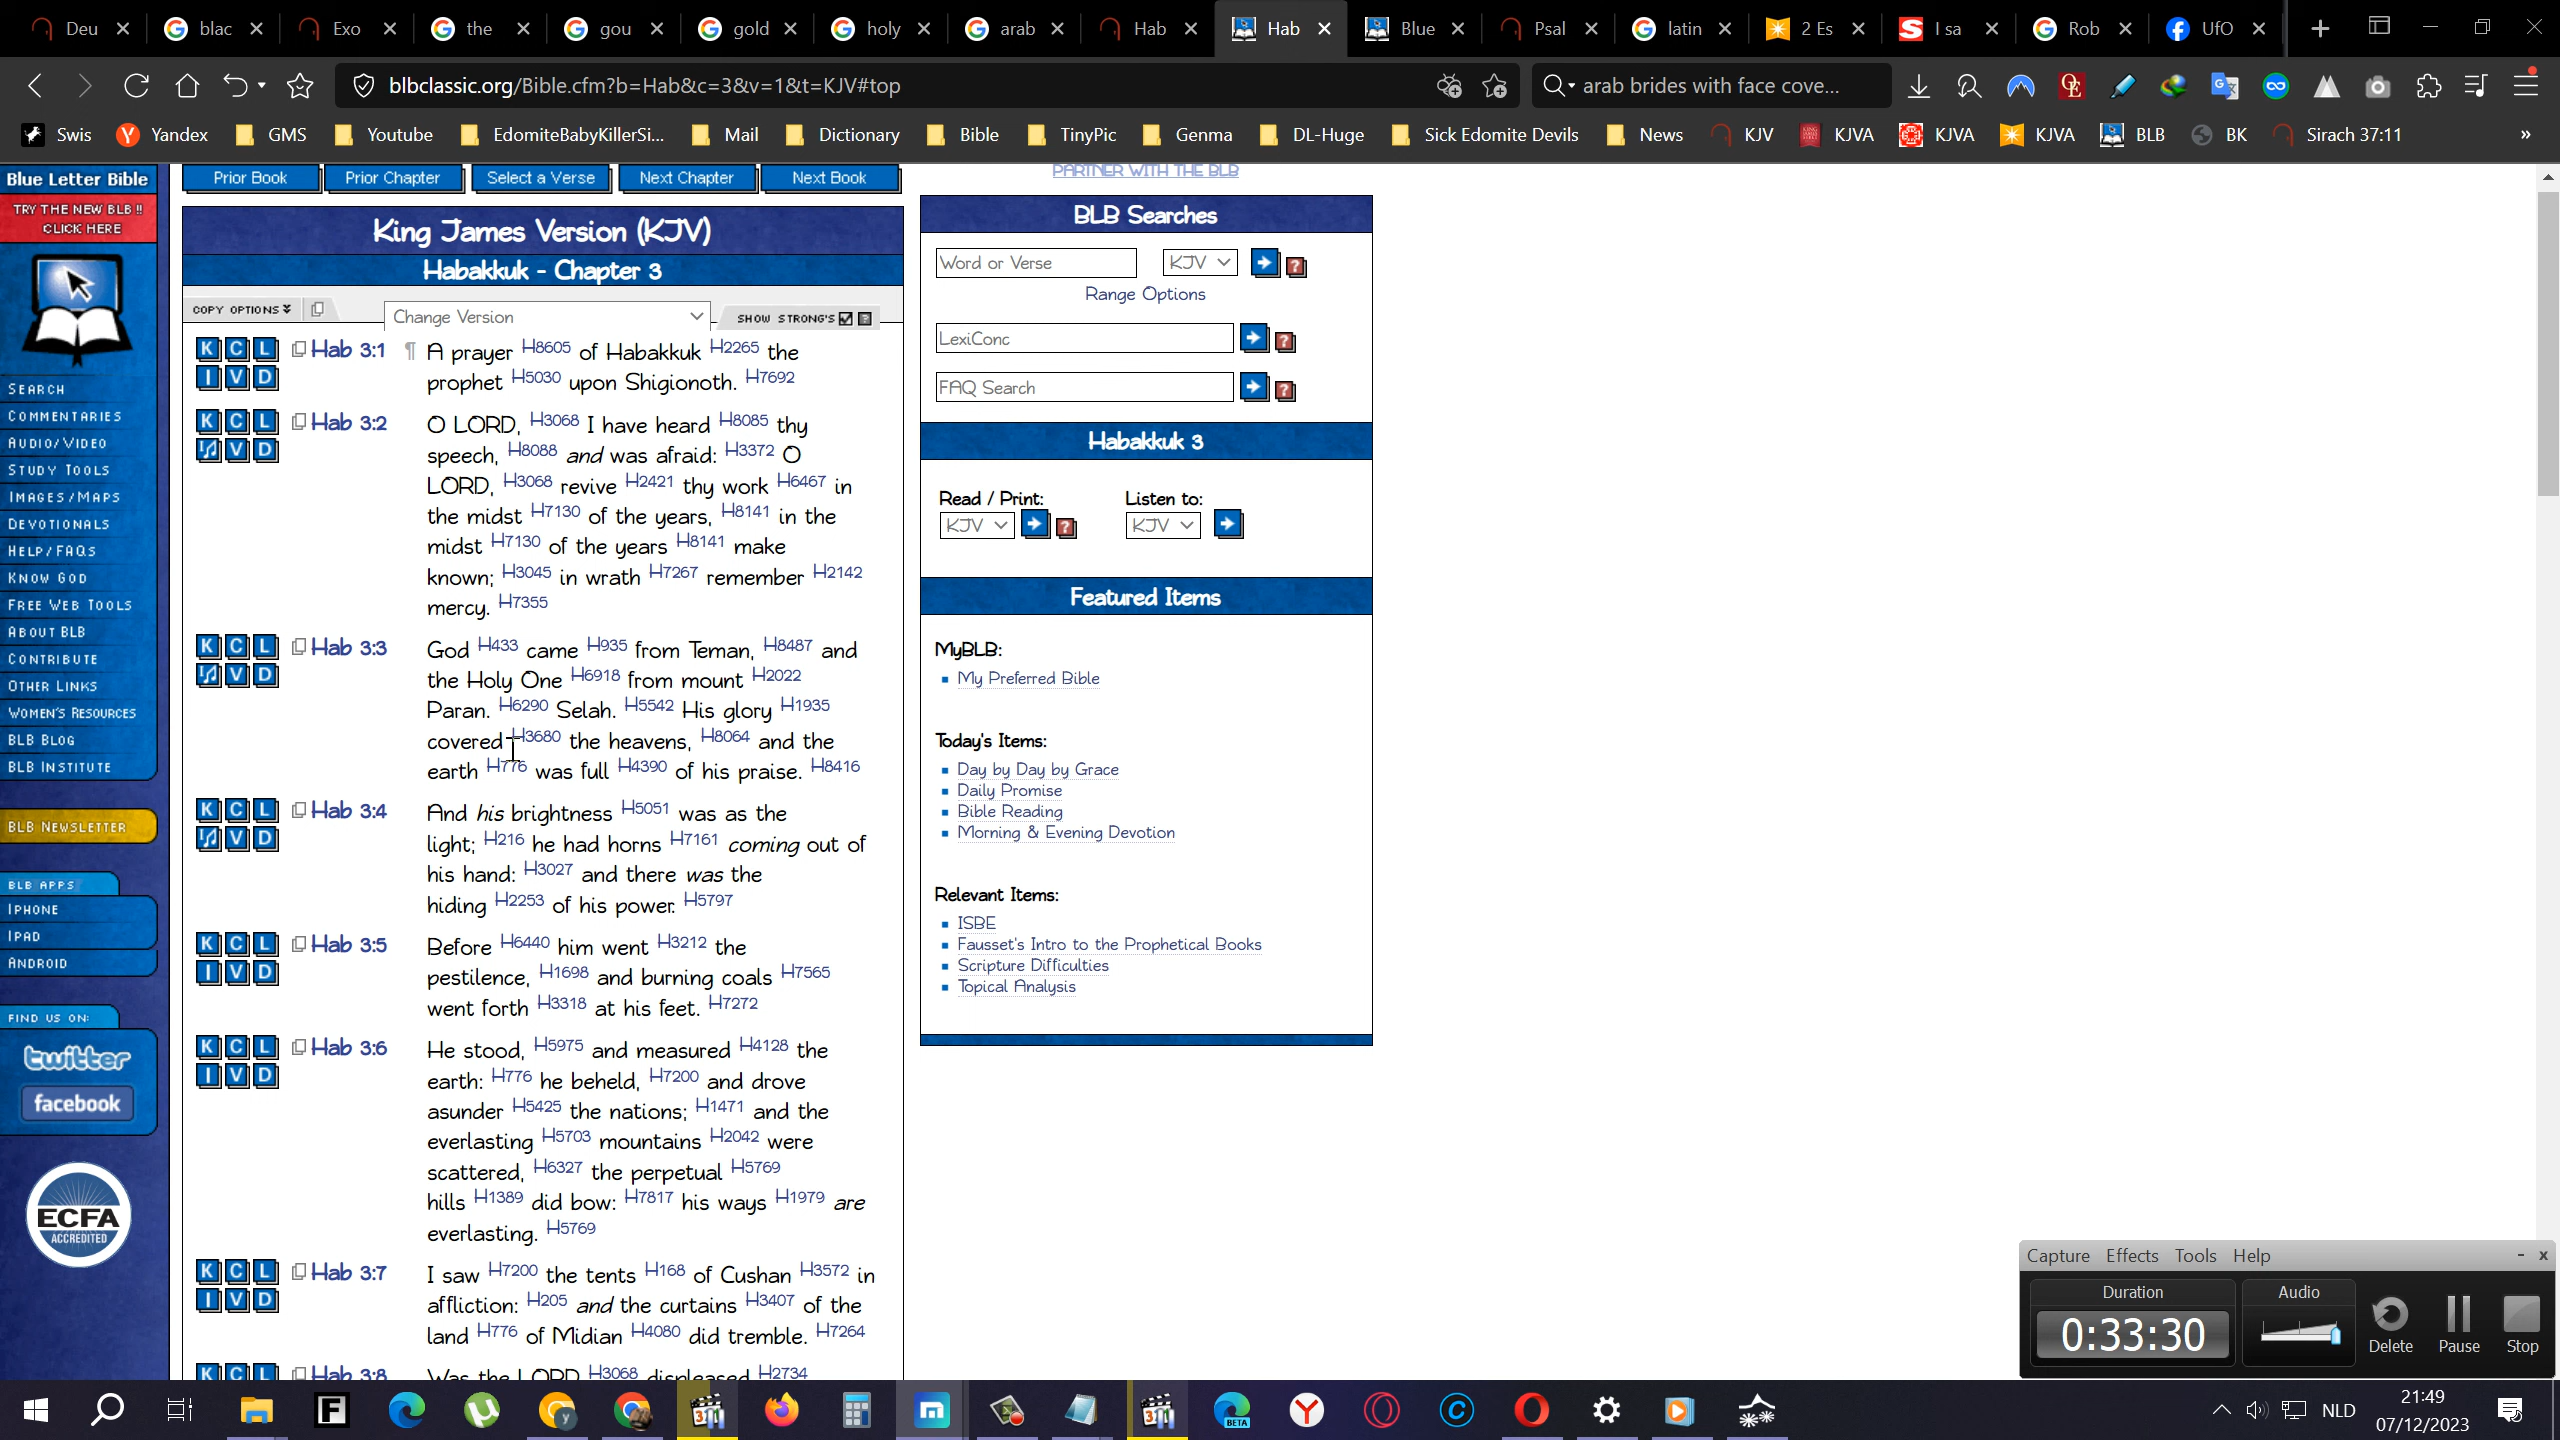 Deu
blac
Exo
the
gou
gold
holy
arab
Hab
Hab
Blue
Psal
latin
2 Es
I sa
Rob
UfO
blbclassic.org/Bible.cfm?b=Hab&c=3&v=1&t=KJV#top
arab brides with face cove...
Swis
Yandex
GMS
Youtube
EdomiteBabyKillerSi...
Mail
Dictionary
Bible
TinyPic
Genma
DL-Huge
Sick Edomite Devils
News
KJV
KJVA
KJVA
KJVA
BLB
BK
Sirach 37:11
Blue Letter Bible
TRY THE NEW BLB !!
CLICK HERE
SEARCH
COMMENTARIES
AUDIO/VIDEO
STUDY TOOLS
IMAGES/MAPS
DEVOTIONALS
HELP/FAQS
KNOW GOD
FREE WEB TOOLS
ABOUT BLB
CONTRIBUTE
OTHER LINKS
WOMEN'S RESOURCES
BLB BLOG
BLB INSTITUTE
BLB NEWSLETTER
BLB APPS
IPHONE
IPAD
ANDROID
FIND US ON:
twitter
facebook
ECFA
ACCREDITED
Prior Book
Prior Chapter
Select a Verse
Next Chapter
Next Book
King James Version (KJV)
Habakkuk - Chapter 3
COPY OPTIONS
Change Version
SHOW STRONG'S
K C L Hab 3:1 ¶ A prayer H8605 of Habakkuk H2265 the
I V D prophet H5030 upon Shigionoth. H7692
K C L Hab 3:2 O LORD, H3068 I have heard H8085 thy
V D speech, H8088 and was afraid: H3372 O
LORD, H3068 revive H2421 thy work H6467 in
the midst H7130 of the years, H8141 in the
midst H7130 of the years H8141 make
known; H3045 in wrath H7267 remember H2142
mercy. H7355
K C L Hab 3:3 God H433 came H935 from Teman, H8487 and
V D the Holy One H6918 from mount H2022
Paran. H6290 Selah. H5542 His glory H1935
covered H3680 the heavens, H8064 and the
earth H776 was full H4390 of his praise. H8416
K C L Hab 3:4 And his brightness H5051 was as the
V D light; H216 he had horns H7161 coming out of
his hand: H3027 and there was the
hiding H2253 of his power. H5797
K C L Hab 3:5 Before H6440 him went H3212 the
I V D pestilence, H1698 and burning coals H7565
went forth H3318 at his feet. H7272
K C L Hab 3:6 He stood, H5975 and measured H4128 the
I V D earth: H776 he beheld, H7200 and drove
asunder H5425 the nations; H1471 and the
everlasting H5703 mountains H2042 were
scattered, H6327 the perpetual H5769
hills H1389 did bow: H7817 his ways H1979 are
everlasting. H5769
K C L Hab 3:7 I saw H7200 the tents H168 of Cushan H3572 in
I V D affliction: H205 and the curtains H3407 of the
land H776 of Midian H4080 did tremble. H7264
K C L Hab 3:8 Was the LORD H3068 displeased H2734
PARTNER WITH THE BLB
BLB Searches
Word or Verse
KJV
Range Options
LexiConc
FAQ Search
Habakkuk 3
Read / Print:
Listen to:
KJV
KJV
Featured Items
MyBLB:
My Preferred Bible
Today's Items:
Day by Day by Grace
Daily Promise
Bible Reading
Morning & Evening Devotion
Relevant Items:
ISBE
Fausset's Intro to the Prophetical Books
Scripture Difficulties
Topical Analysis
Capture Effects Tools Help
Duration
Audio
0:33:30
Delete
Pause
Stop
BETA
NLD
21:49
07/12/2023